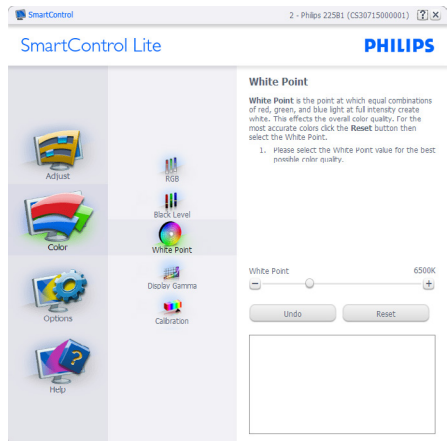 SmartControl
2 - Philips 225B1 (CS30715000001)
SmartControl Lite
PHILIPS
Adjust
Color
Options
Help
RGB
Black Level
White Point
Display Gamma
Calibration
White Point
White Point is the point at which equal combinations
of red, green, and blue light at full intensity create
white. This effects the overall color quality. For the
most accurate colors click the Reset button then
select the White Point.
1. Please select the White Point value for the best
possible color quality.
White Point 6500K
Undo
Reset